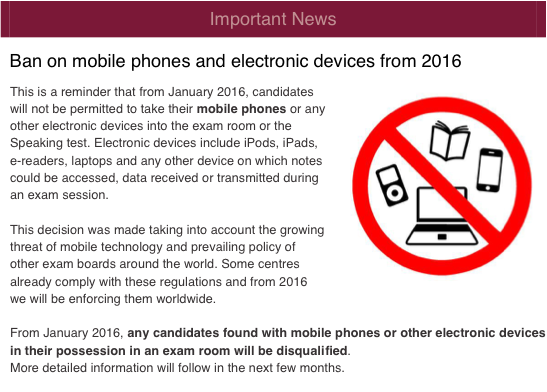 Important News
Ban on mobile phones and electronic devices from 2016
This is a reminder that from January 2016, candidates
will not be permitted to take their mobile phones or any
other electronic devices into the exam room or the
Speaking test. Electronic devices include iPods, iPads,
e-readers, laptops and any other device on which notes
could be accessed, data received or transmitted during
an exam session.
This decision was made taking into account the growing
threat of mobile technology and prevailing policy of
other exam boards around the world. Some centres
already comply with these regulations and from 2016
we will be enforcing them worldwide.
From January 2016, any candidates found with mobile phones or other electronic devices
in their possession in an exam room will be disqualified.
More detailed information will follow in the next few months.